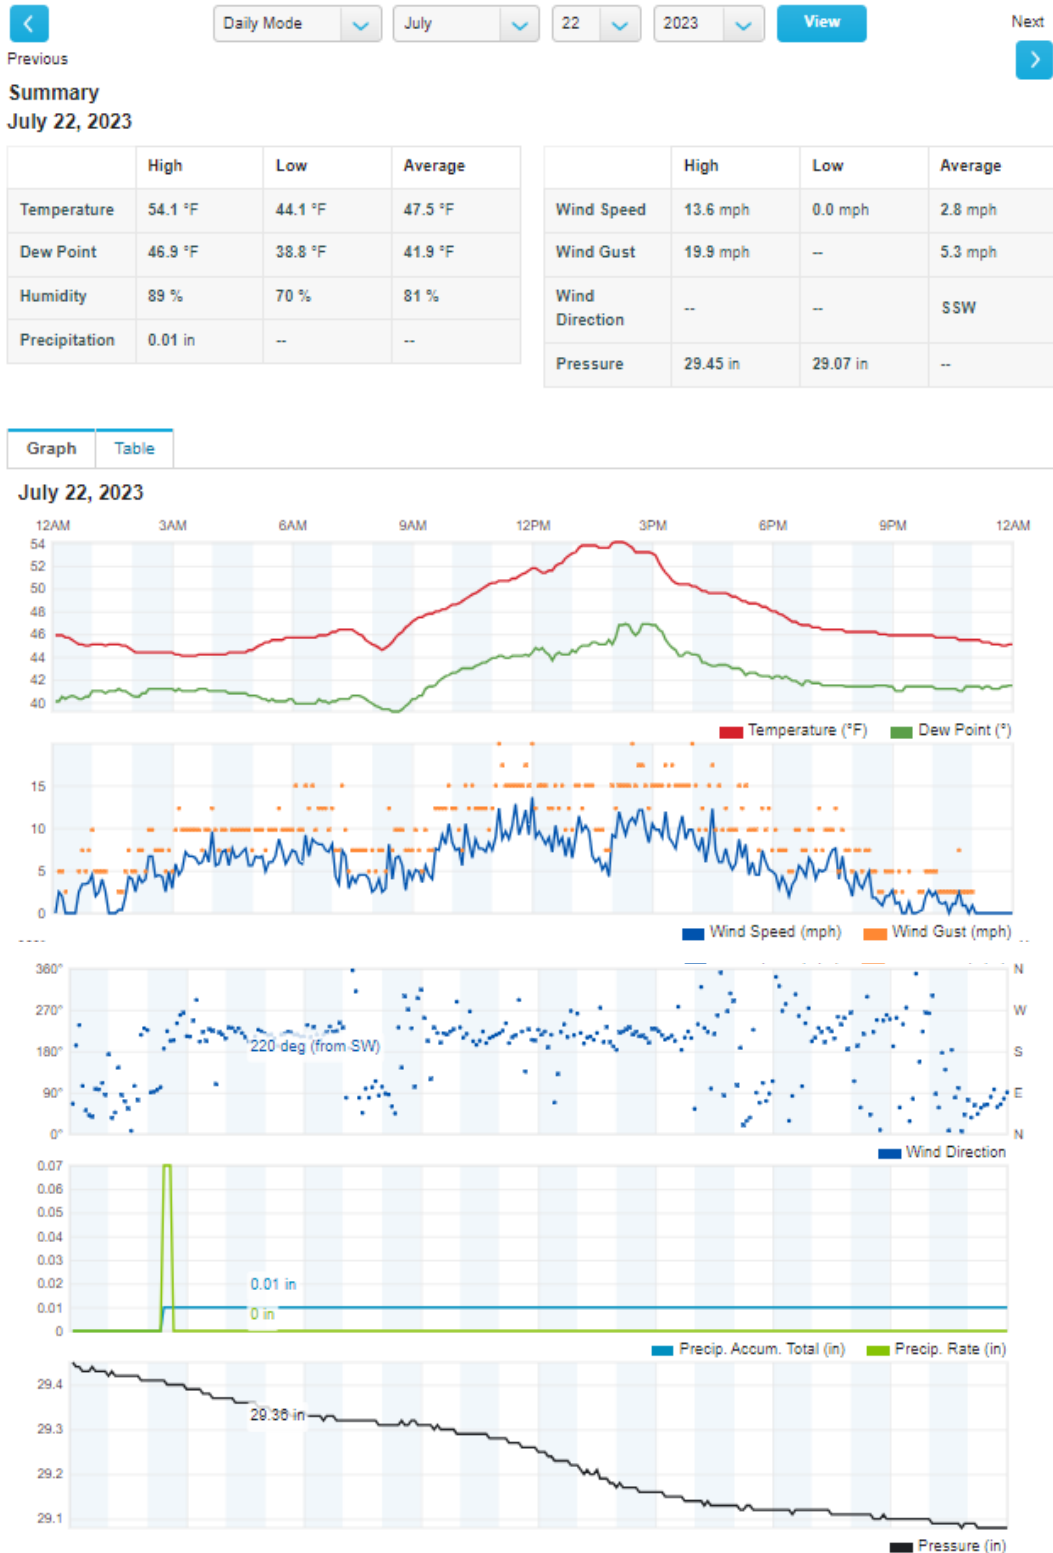 Daily Mode July 22 2023 View Next
Previous
Summary
July 22, 2023
High Low Average
Temperature 54.1 °F 44.1 °F 47.5 °F
Dew Point 46.9 °F 38.8 °F 41.9 °F
Humidity 89 % 70 % 81 %
Precipitation 0.01 in -- --
High Low Average
Wind Speed 13.6 mph 0.0 mph 2.8 mph
Wind Gust 19.9 mph -- 5.3 mph
Wind
Direction -- -- SSW
Pressure 29.45 in 29.07 in --
Graph Table
July 22, 2023
12AM 3AM 6AM 9AM 12PM 3PM 6PM 9PM 12AM
54
52
50
48
46
44
42
40
Temperature (°F) Dew Point (°)
15
10
5
0
Wind Speed (mph) Wind Gust (mph)
360° N
270° W
220 deg (from SW)
180° S
90° E
0° N
Wind Direction
0.07
0.06
0.05
0.04
0.03
0.02 0.01 in
0.01 0 in
0
Precip. Accum. Total (in) Precip. Rate (in)
29.4
29.36 in
29.3
29.2
29.1
Pressure (in)